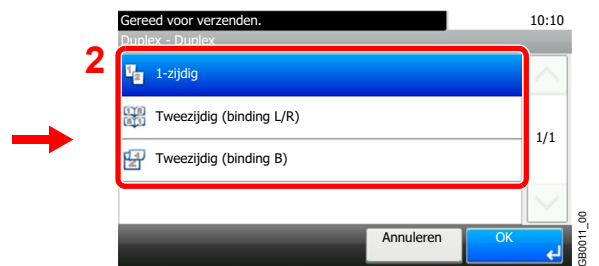 Gereed voor verzenden.
10:10
Duplex - Duplex
2
1-zijdig
Tweezijdig (binding L/R)
1/1
Tweezijdig (binding B)
Annuleren
OK
GB0011_00